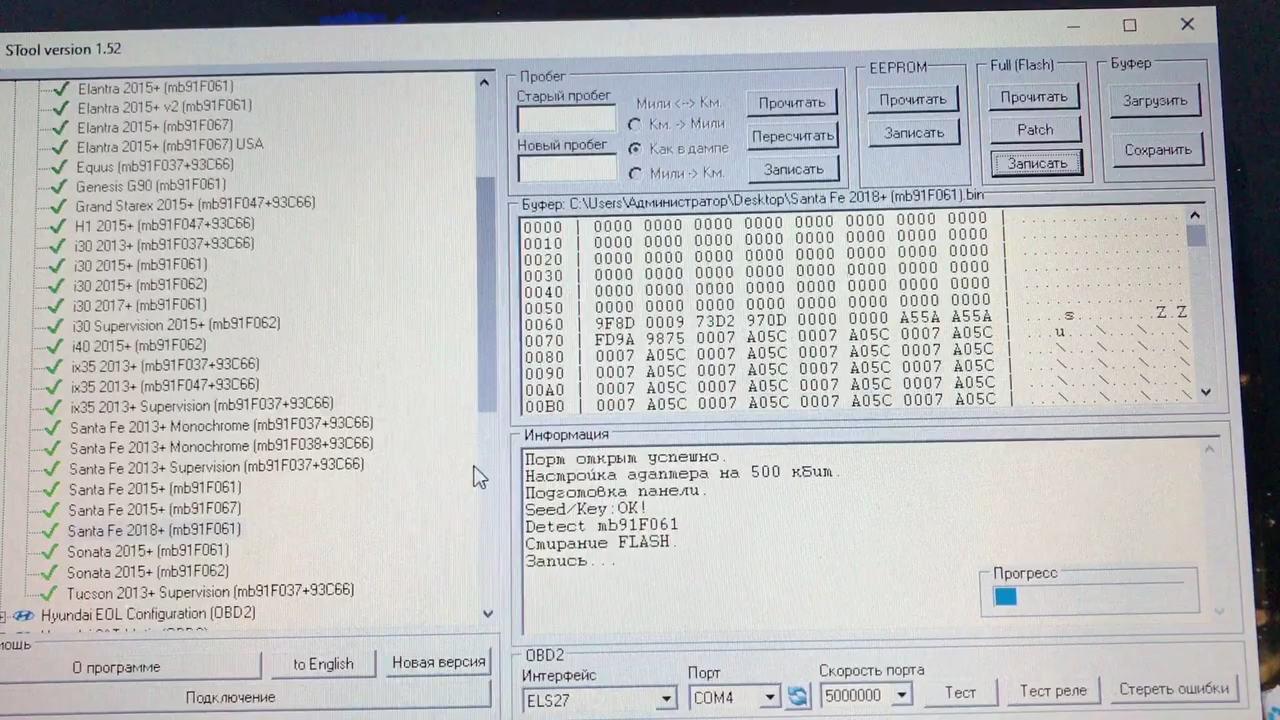 STool version 1.52
Elantra 2015+ (mb91F061)
Elantra 2015+ v2 (mb91F061)
Elantra 2015+ (mb91F067)
Elantra 2015+ (mb91F067) USA
Equus (mb91F037+93C66)
Genesis G90 (mb91F061)
Grand Starex 2015+ (mb91F047+93C66)
H1 2015+ (mb91F047+93C66)
i30 2013+ (mb91F037+93C66)
i30 2015+ (mb91F061)
i30 2015+ (mb91F062)
i30 2017+ (mb91F061)
i30 Supervision 2015+ (mb91F062)
i40 2015+ (mb91F062)
ix35 2013+ (mb91F037+93C66)
ix35 2013+ (mb91F047+93C66)
ix35 2013+ Supervision (mb91F037+93C66)
Santa Fe 2013+ Monochrome (mb91F037+93C66)
Santa Fe 2013+ Monochrome (mb91F038+93C66)
Santa Fe 2013+ Supervision (mb91F037+93C66)
Santa Fe 2015+ (mb91F061)
Santa Fe 2015+ (mb91F067)
Santa Fe 2018+ (mb91F061)
Sonata 2015+ (mb91F061)
Sonata 2015+ (mb91F062)
Tucson 2013+ Supervision (mb91F037+93C66)
Hyundai EOL Configuration (OBD2)
О программе
to English
Новая версия
Подключение
Пробег
Старый пробег
Новый пробег
Мили <-> Км.
Км. -> Мили
Как в дампе
Мили -> Км.
Прочитать
Пересчитать
Записать
EEPROM
Прочитать
Записать
Full (Flash)
Прочитать
Patch
Записать
Буфер
Загрузить
Сохранить
Буфер: C:\Users\Администратор\Desktop\Santa Fe 2018+ (mb91F061).bin
0000 | 0000 0000 0000 0000 0000 0000 0000 0000 | ................
0010 | 0000 0000 0000 0000 0000 0000 0000 0000 | ................
0020 | 0000 0000 0000 0000 0000 0000 0000 0000 | ................
0030 | 0000 0000 0000 0000 0000 0000 0000 0000 | ................
0040 | 0000 0000 0000 0000 0000 0000 0000 0000 | ................
0050 | 0000 0000 0000 0000 0000 0000 0000 0000 | ................
0060 | 9F8D 0009 73D2 970D 0000 0000 A55A A55A | ....s........Z.Z
0070 | FD9A 9875 0007 A05C 0007 A05C 0007 A05C | ...u...\...\...\
0080 | 0007 A05C 0007 A05C 0007 A05C 0007 A05C | ...\...\...\...\
0090 | 0007 A05C 0007 A05C 0007 A05C 0007 A05C | ...\...\...\...\
00A0 | 0007 A05C 0007 A05C 0007 A05C 0007 A05C | ...\...\...\...\
00B0 | 0007 A05C 0007 A05C 0007 A05C 0007 A05C | ...\...\...\...\
Информация
Порт открыт успешно.
Настройка адаптера на 500 кБит.
Подготовка панели.
Seed/Key:OK!
Detect mb91F061
Стирание FLASH.
Запись...
Прогресс
OBD2
Интерфейс
ELS27
Порт
COM4
Скорость порта
5000000
Тест
Тест реле
Стереть ошибки